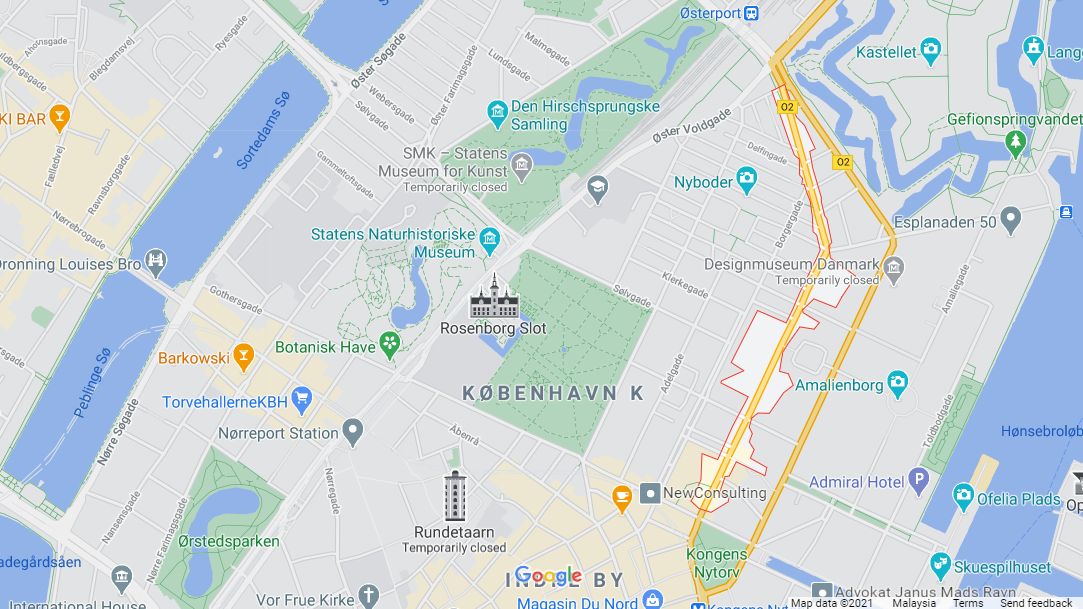 Østerport
Aholmsgade
Ryesgade
Blegdamsvej
Øster Søgade
Øster Farimagsgade
Malmøgade
Lundsgade
Kastellet
KI BAR
Webersgade
Sølvgade
Den Hirschsprungske
Samling
O2
Øster Voldgade
Gefionspringvandet
Sortedams Sø
SMK – Statens
Museum for Kunst
Temporarily closed
Delfingade
O2
Fælledvej
Ravnsborggade
Gammeltoftsgade
Nyboder
Nørrebrogade
Statens Naturhistoriske
Museum
Borgergade
Esplanaden 50
Dronning Louises Bro
Designmuseum Danmark
Temporarily closed
Klerkegade
Sølvgade
Amaliegade
Gothersgade
Rosenborg Slot
Botanisk Have
Barkowski
Peblinge Sø
KØBENHAVN K
Adelgade
Amalienborg
TorvehallerneKBH
Nørre Søgade
Nørreport Station
Åbenrå
Toldbodgade
Hønsebroløb
Nørregade
NewConsulting
Admiral Hotel
Ofelia Plads
Nansensgade
Nørre Farimagsgade
Ørstedsparken
Rundetaarn
Temporarily closed
Kongens
Nytorv
Skuespilhuset
Google
BY
International House
Vor Frue Kirke
Magasin Du Nord
Advokat Janus Mads Ravn
Map data ©2021 Malaysia Terms Send feedback